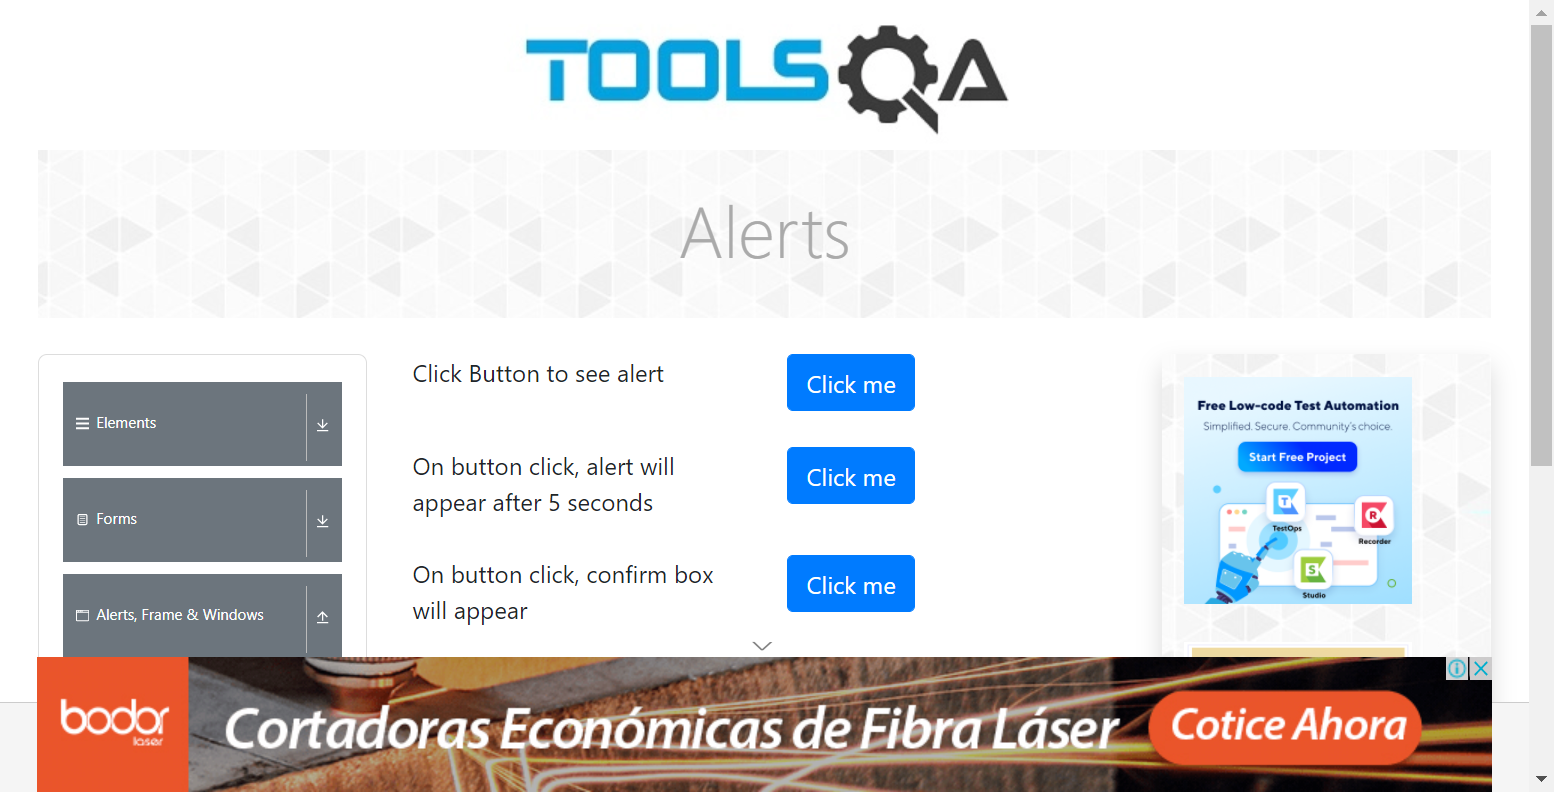 TOOLSQA
Alerts
Elements
Forms
Alerts, Frame & Windows
Click Button to see alert
Click me
On button click, alert will
appear after 5 seconds
Click me
On button click, confirm box
will appear
Click me
Free Low-code Test Automation
Simplified. Secure. Community's choice.
Start Free Project
TestOps
Recorder
Studio
bodor
laser
Cortadoras Económicas de Fibra Láser
Cotice Ahora